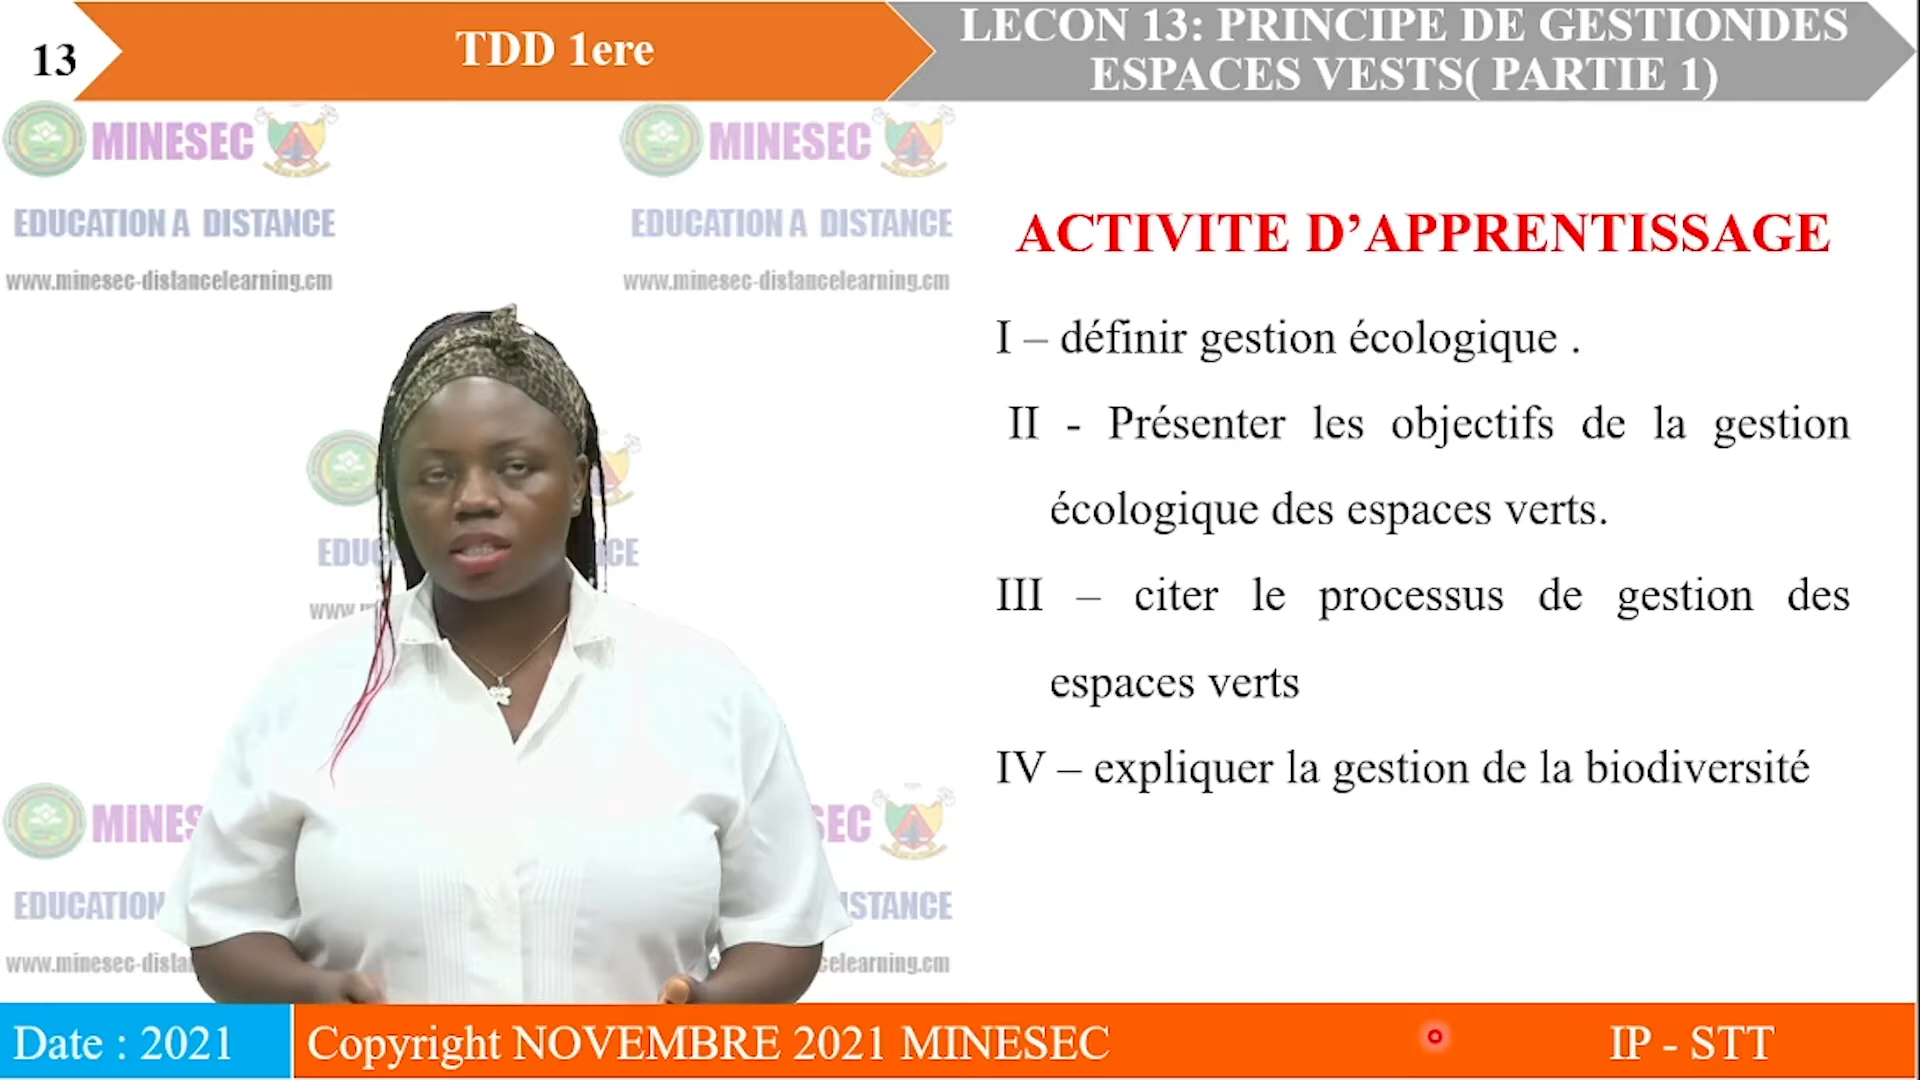 13
TDD 1ere
LECON 13: PRINCIPE DE GESTIONDES
ESPACES VESTS( PARTIE 1)
MINESEC
EDUCATION A DISTANCE
www.minesec-distancelearning.cm
MINESEC
EDUCATION A DISTANCE
www.minesec-distancelearning.cm
ACTIVITE D’APPRENTISSAGE
I – définir gestion écologique .
II - Présenter les objectifs de la gestion
écologique des espaces verts.
III – citer le processus de gestion des
espaces verts
IV – expliquer la gestion de la biodiversité
Date : 2021
Copyright NOVEMBRE 2021 MINESEC
IP - STT